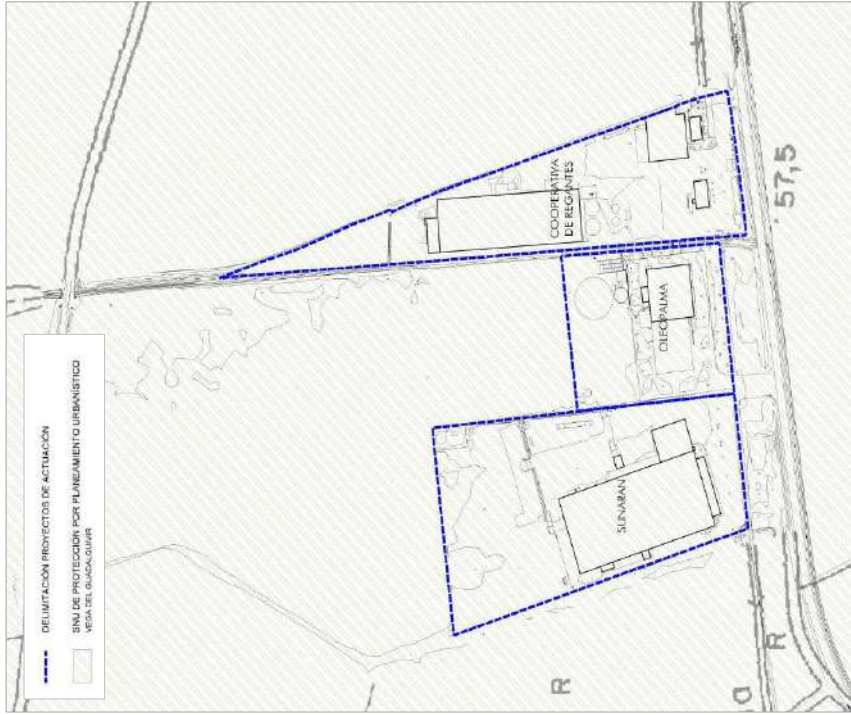 DELIMITACIÓN PROYECTOS DE ACTUACIÓN
SNU DE PROTECCIÓN POR PLANEAMIENTO URBANÍSTICO
VEGA DEL GUADALQUIVIR
COOPERATIVA
DE REGANTES
OLEOPALMA
SUNARAN
57,5
R
R
a